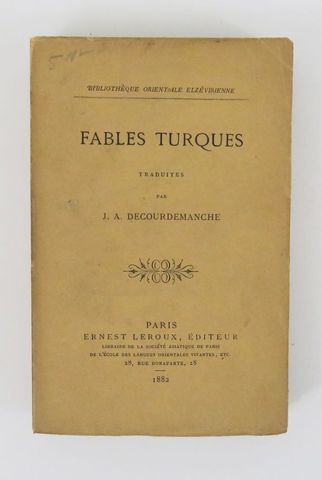 BIBLIOTHÈQUE ORIENTALE ELZÉVIRIENNE
FABLES TURQUES
TRADUITES
PAR
J. A. DECOURDEMANCHE
PARIS
ERNEST LEROUX, ÉDITEUR
LIBRAIRE DE LA SOCIÉTÉ ASIATIQUE DE PARIS
DE L'ÉCOLE DES LANGUES ORIENTALES VIVANTES, ETC.
28, RUE BONAPARTE, 28
1882